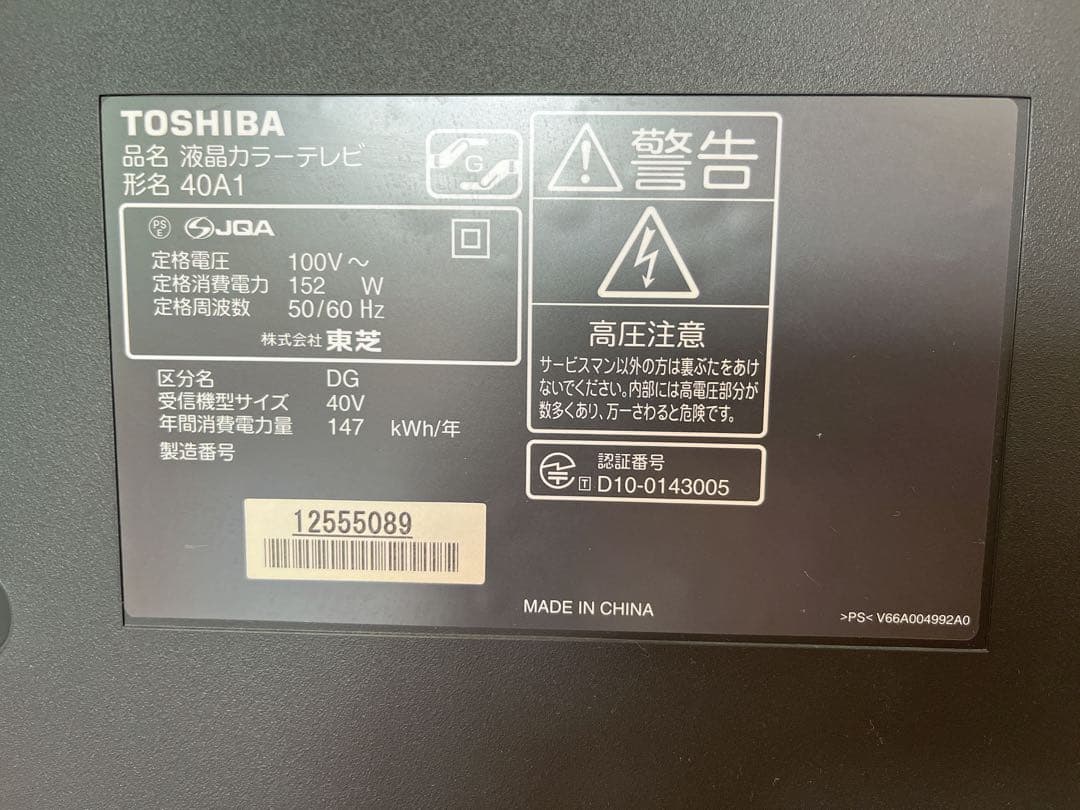 TOSHIBA
品名 液晶カラーテレビ
形名 40A1
G
PS
E
JQA
定格電圧 100V～
定格消費電力 152 W
定格周波数 50/60 Hz
株式会社 東芝
区分名 DG
受信機型サイズ 40V
年間消費電力量 147 kWh/年
製造番号
12555089
警告
高圧注意
サービスマン以外の方は裏ぶたをあけ
ないでください。内部には高電圧部分が
数多くあり、万一さわると危険です。
認証番号
T D10-0143005
MADE IN CHINA
>PS< V66A004992A0